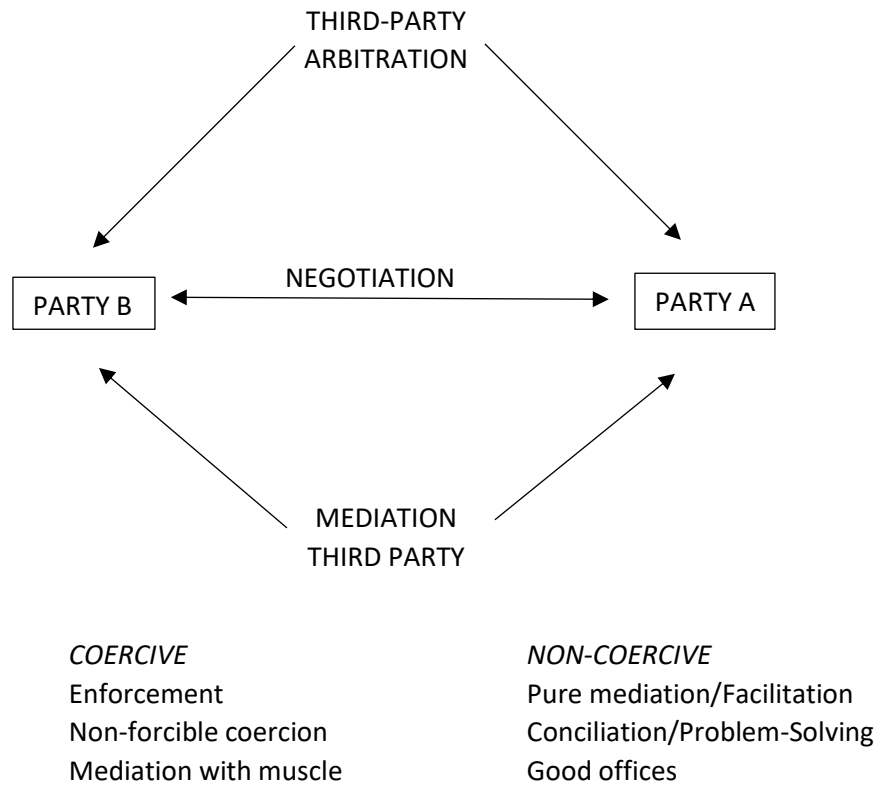 THIRD-PARTY
ARBITRATION
NEGOTIATION
PARTY B
PARTY A
MEDIATION
THIRD PARTY
COERCIVE
Enforcement
Non-forcible coercion
Mediation with muscle
NON-COERCIVE
Pure mediation/Facilitation
Conciliation/Problem-Solving
Good offices